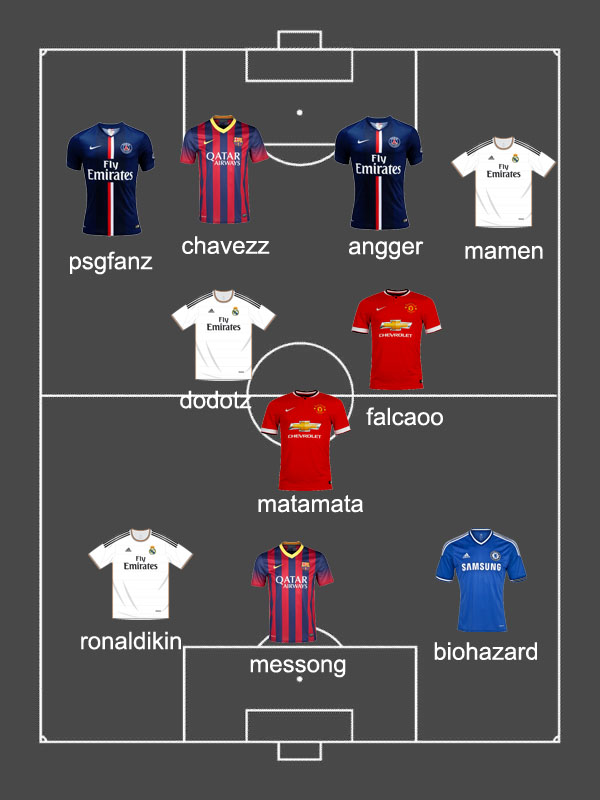 Fly
Emirates
psgfanz
QATAR
AIRWAYS
chavezz
Fly
Emirates
angger
Fly
Emirates
mamen
Fly
Emirates
dodotz
CHEVROLET
falcaoo
CHEVROLET
matamata
Fly
Emirates
ronaldikin
QATAR
AIRWAYS
messong
SAMSUNG
biohazard